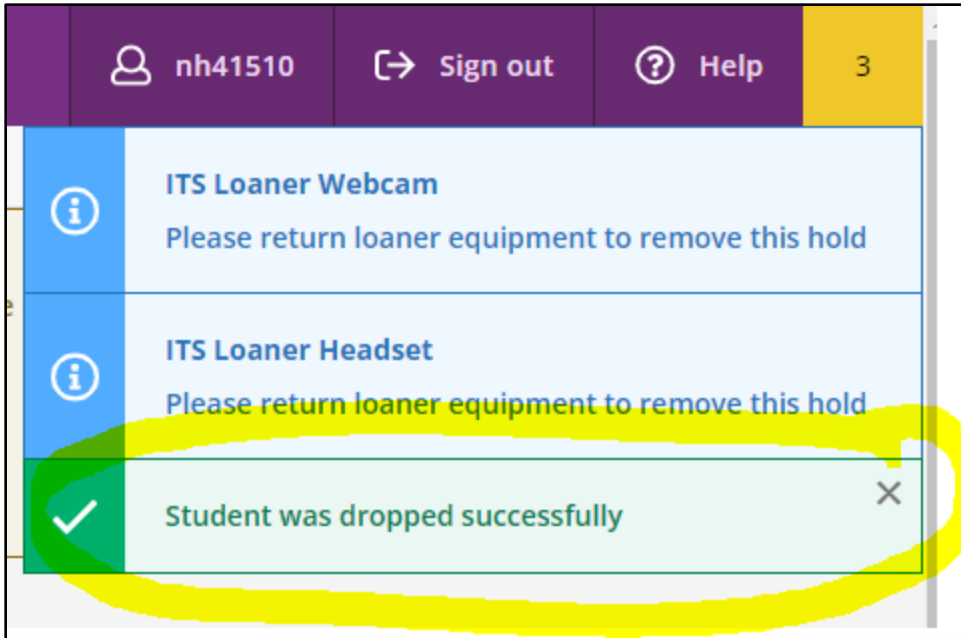 nh41510 Sign out Help 3
ITS Loaner Webcam
Please return loaner equipment to remove this hold
e
ITS Loaner Headset
Please return loaner equipment to remove this hold
Student was dropped successfully